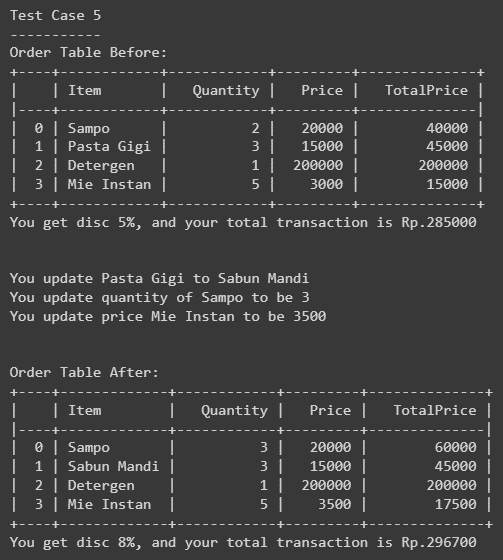 Test Case 5
-----------
Order Table Before:
+----+------------+------------+---------+--------------+
|    | Item       |   Quantity |   Price |   TotalPrice |
|----+------------+------------+---------+--------------|
|  0 | Sampo      |          2 |   20000 |        40000 |
|  1 | Pasta Gigi |          3 |   15000 |        45000 |
|  2 | Detergen   |          1 |  200000 |       200000 |
|  3 | Mie Instan |          5 |    3000 |        15000 |
+----+------------+------------+---------+--------------+
You get disc 5%, and your total transaction is Rp.285000
You update Pasta Gigi to Sabun Mandi
You update quantity of Sampo to be 3
You update price Mie Instan to be 3500
Order Table After:
+----+-------------+------------+---------+--------------+
|    | Item        |   Quantity |   Price |   TotalPrice |
|----+-------------+------------+---------+--------------|
|  0 | Sampo       |          3 |   20000 |        60000 |
|  1 | Sabun Mandi |          3 |   15000 |        45000 |
|  2 | Detergen    |          1 |  200000 |       200000 |
|  3 | Mie Instan  |          5 |    3500 |        17500 |
+----+-------------+------------+---------+--------------+
You get disc 8%, and your total transaction is Rp.296700